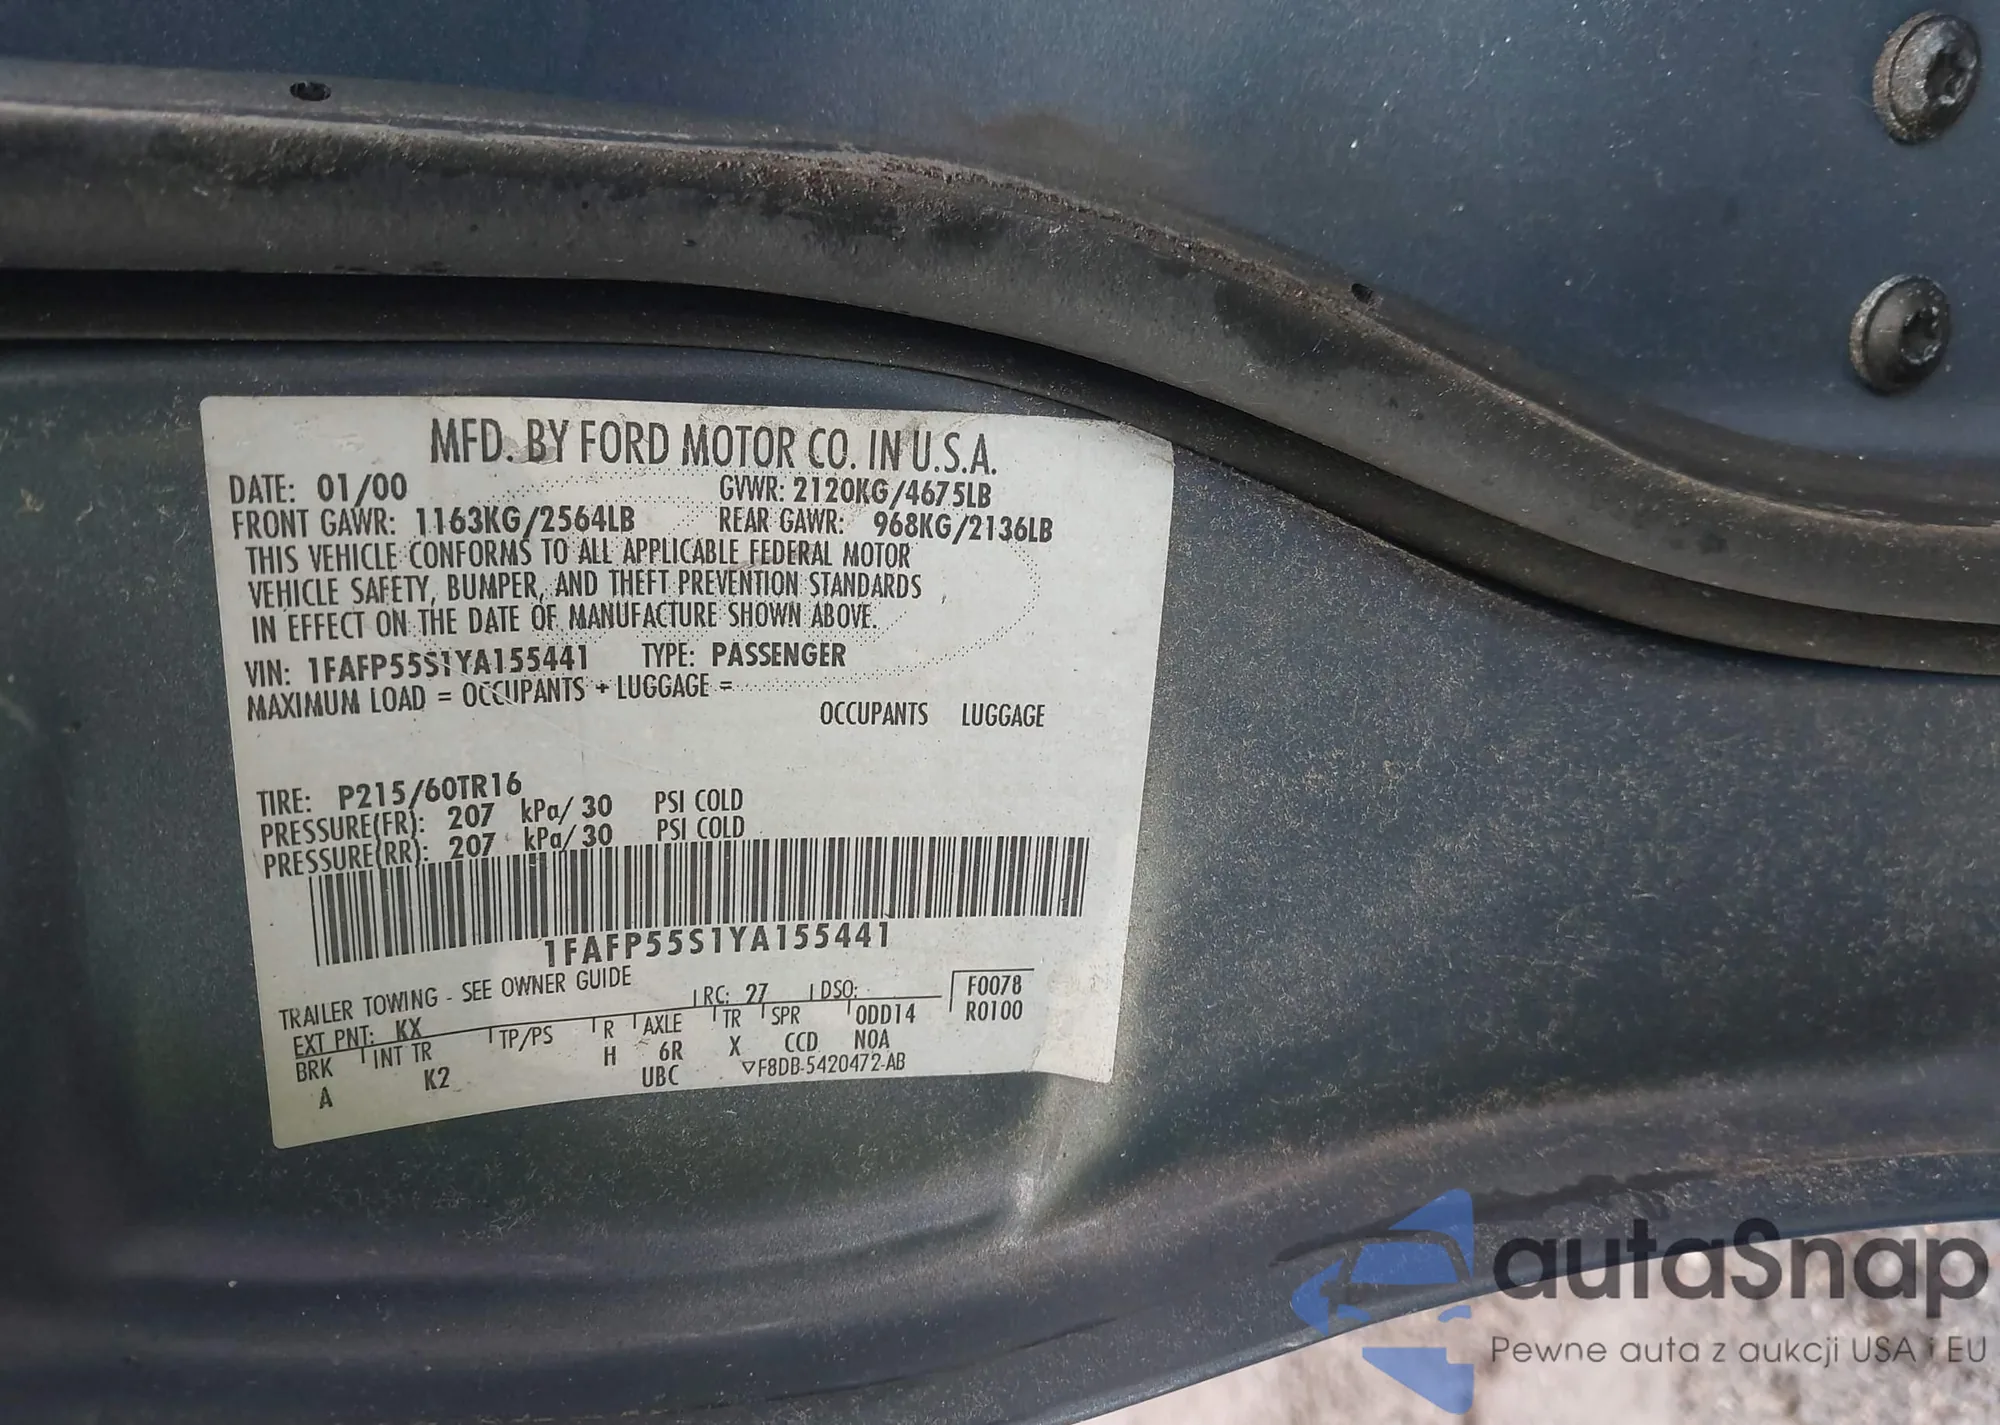 MFD. BY FORD MOTOR CO. IN U.S.A.
DATE: 01/00 GVWR: 2120KG/4675LB
FRONT GAWR: 1163KG/2564LB REAR GAWR: 968KG/2136LB
THIS VEHICLE CONFORMS TO ALL APPLICABLE FEDERAL MOTOR
VEHICLE SAFETY, BUMPER, AND THEFT PREVENTION STANDARDS
IN EFFECT ON THE DATE OF MANUFACTURE SHOWN ABOVE.
VIN: 1FAFP55S1YA155441 TYPE: PASSENGER
MAXIMUM LOAD = OCCUPANTS + LUGGAGE =
OCCUPANTS LUGGAGE
TIRE: P215/60TR16
PRESSURE(FR): 207 kPa/ 30 PSI COLD
PRESSURE(RR): 207 kPa/ 30 PSI COLD
1FAFP55S1YA155441
TRAILER TOWING - SEE OWNER GUIDE
EXT PNT: KX RC: 27 DSO: F0078
R0100
BRK INT TR TP/PS R AXLE TR SPR 0DD14
A K2 H 6R X CCD N0A
UBC ▽F8DB-5420472-AB
autaSnap
Pewne auta z aukcji USA i EU